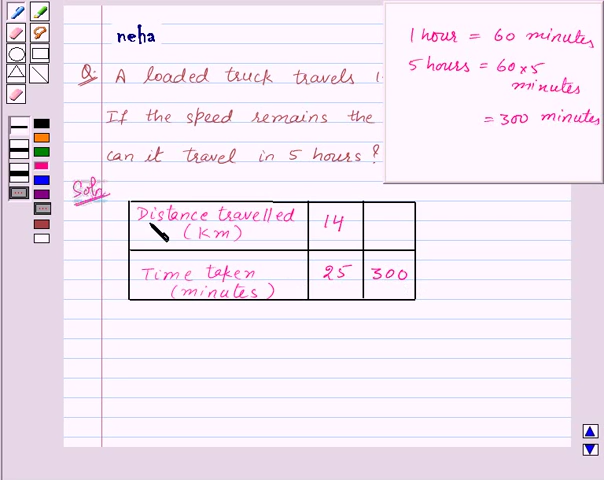 neha
Q. A loaded truck travels
If the speed remains the
can it travel in 5 hours?
Soln
Distance travelled 14
(Km)
Time taken 25 300
(minutes)
1 hour = 60 minutes
5 hours = 60×5
minutes
= 300 minutes